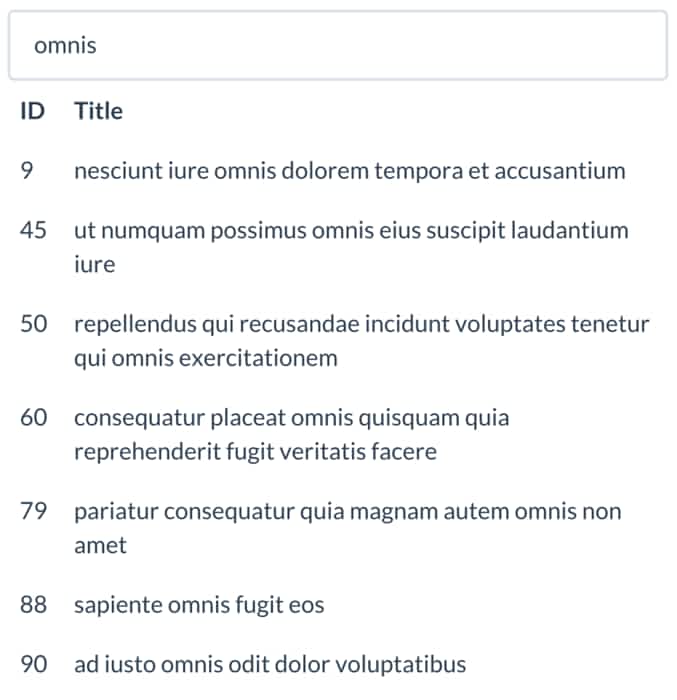 omnis
ID Title
9 nesciunt iure omnis dolorem tempora et accusantium
45 ut numquam possimus omnis eius suscipit laudantium
iure
50 repellendus qui recusandae incidunt voluptates tenetur
qui omnis exercitationem
60 consequatur placeat omnis quisquam quia
reprehenderit fugit veritatis facere
79 pariatur consequatur quia magnam autem omnis non
amet
88 sapiente omnis fugit eos
90 ad iusto omnis odit dolor voluptatibus